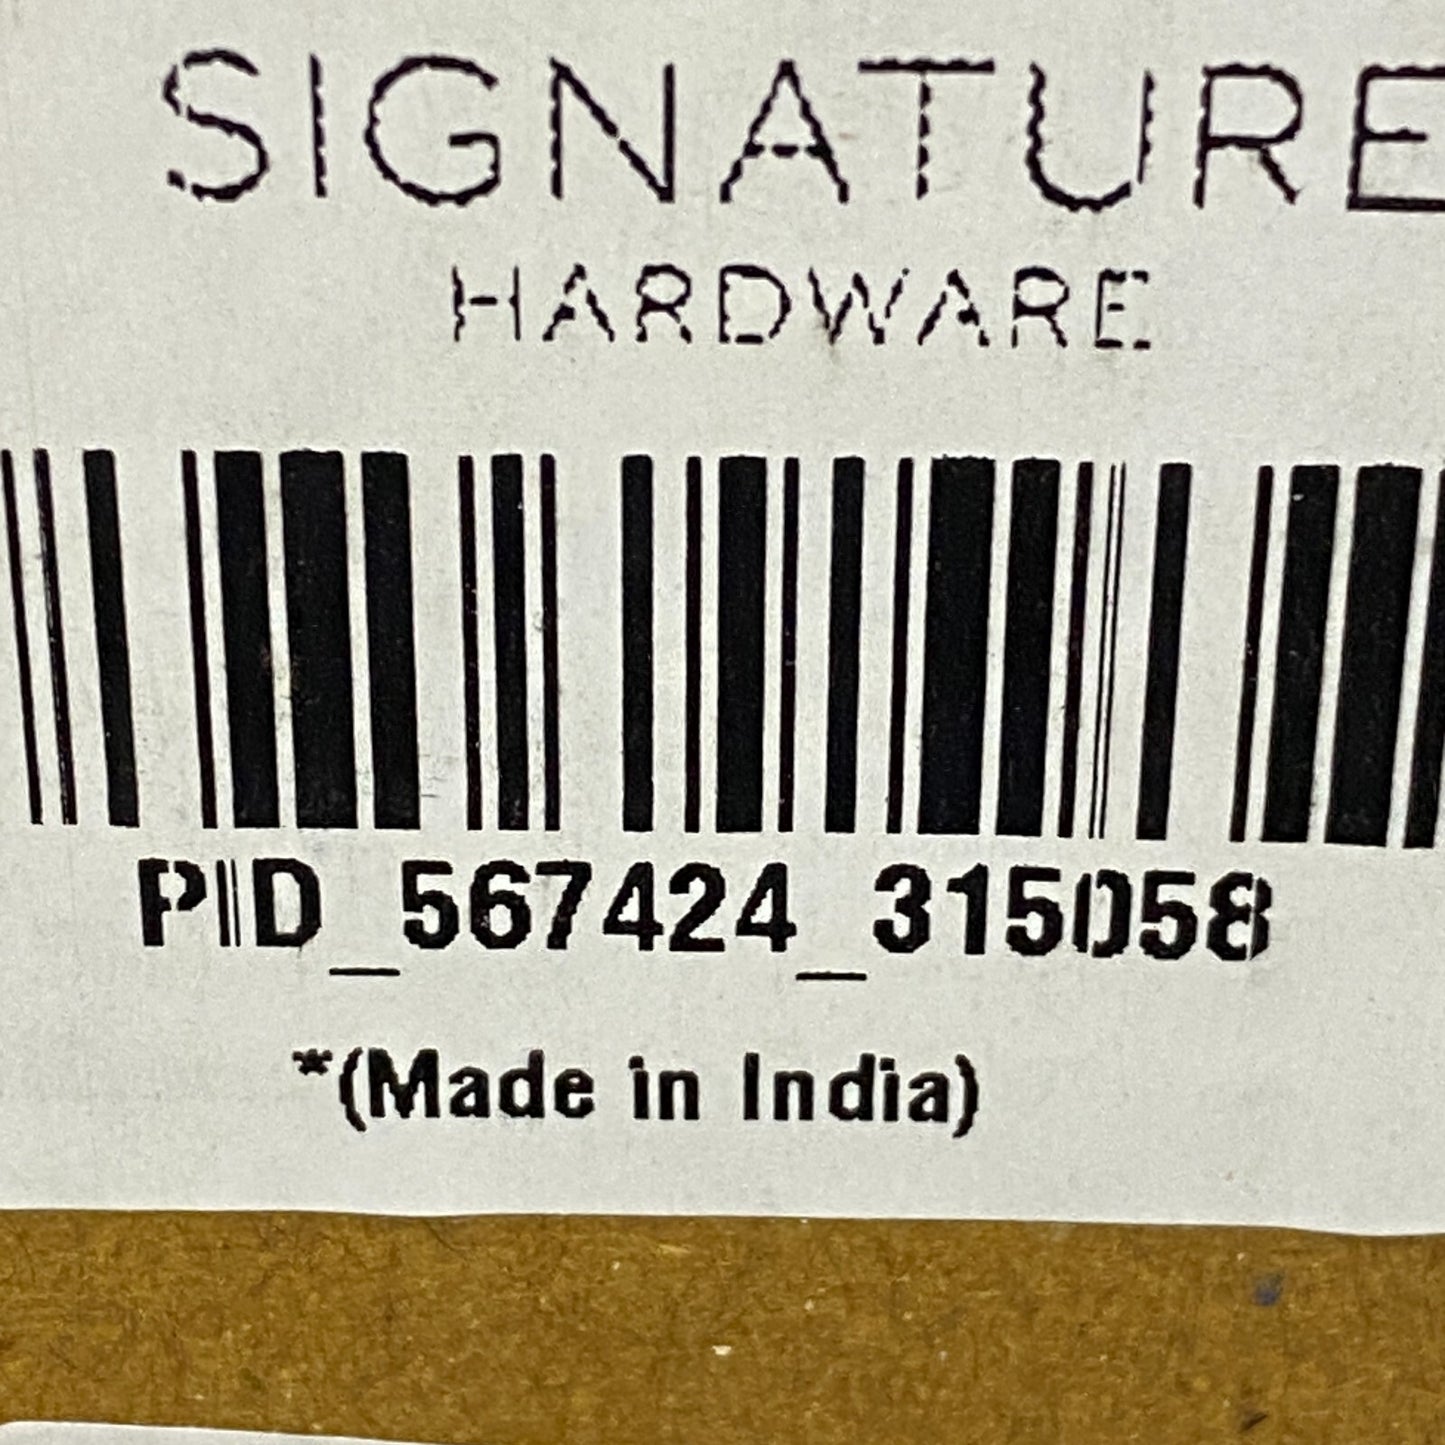 SIGNATURE
HARDWARE
PID_567424_315058
*(Made in India)